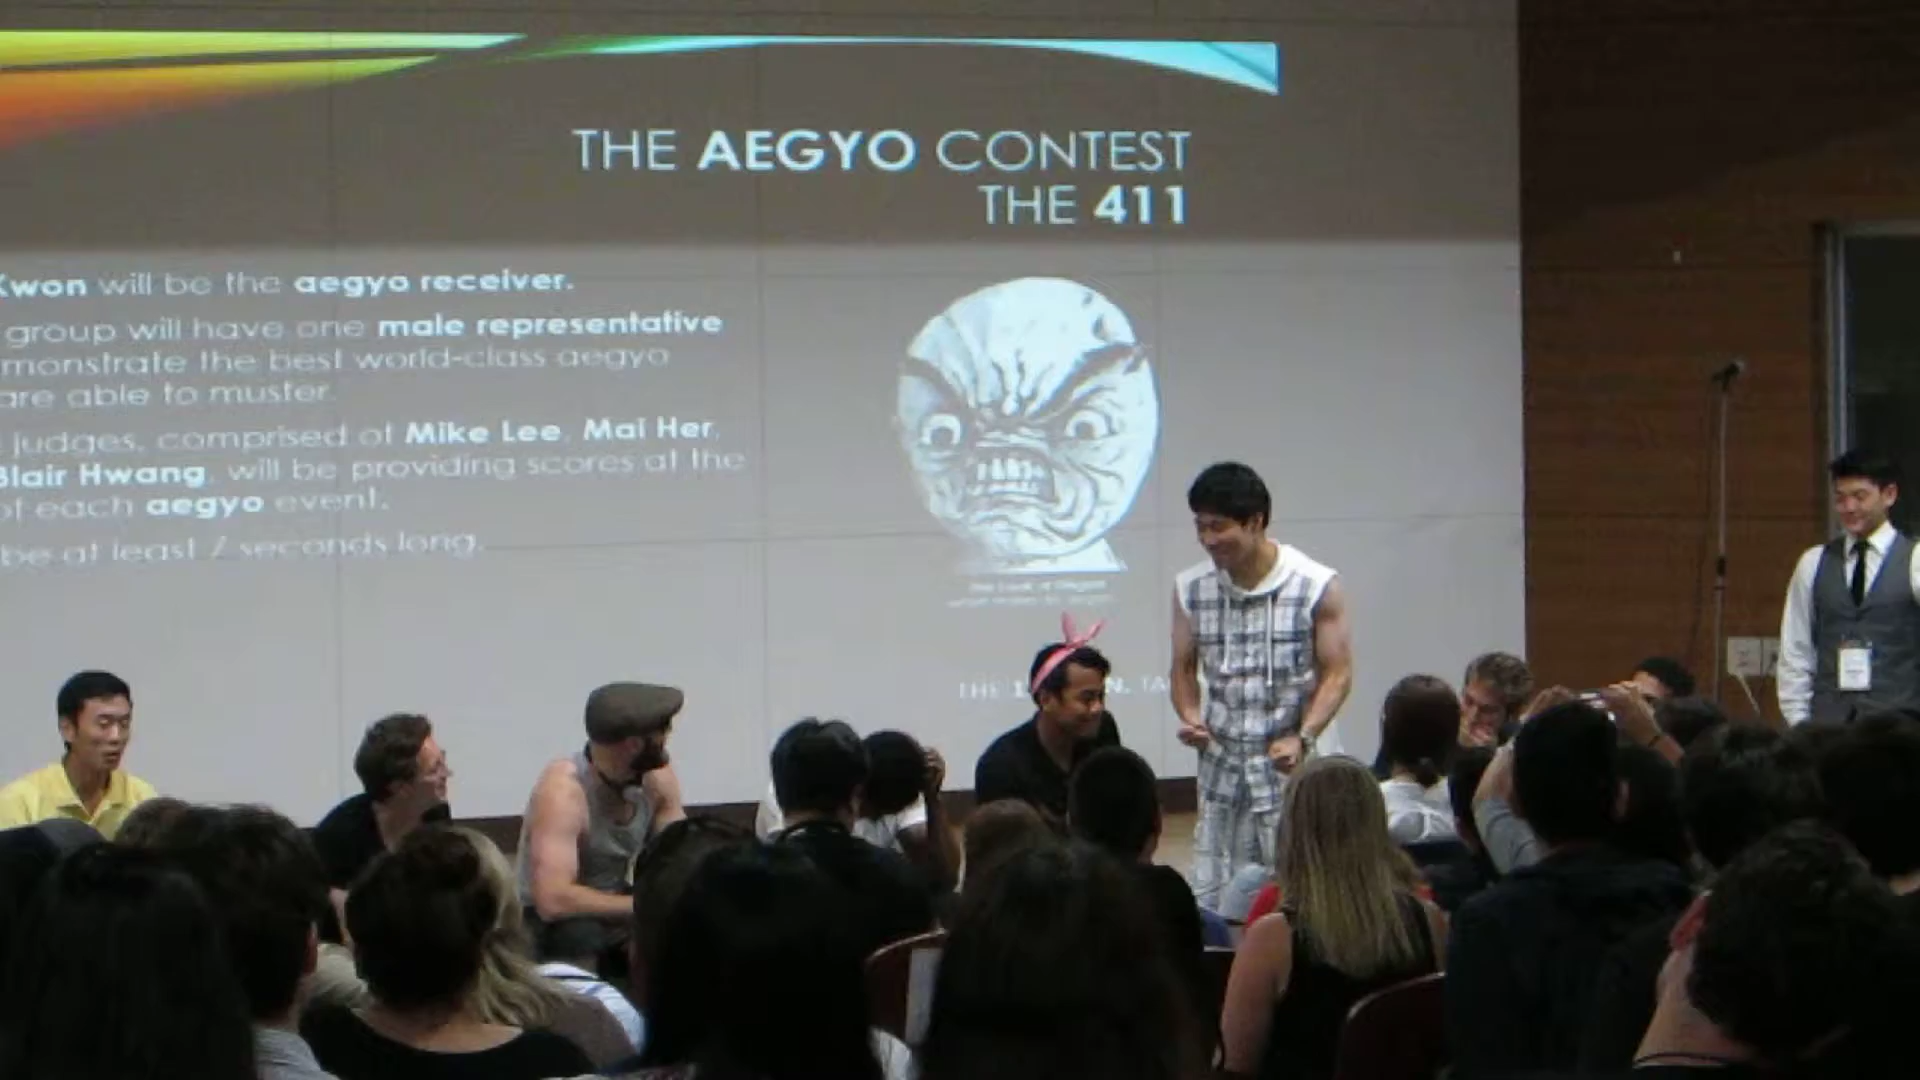 THE AEGYO CONTEST
THE 411
Kwon will be the aegyo receiver.
group will have one male representative
monstrate the best world-class aegyo
are able to muster.
judges, comprised of Mike Lee, Mai Her,
Blair Hwang, will be providing scores at the
of each aegyo event.
be at least 7 seconds long.
THE